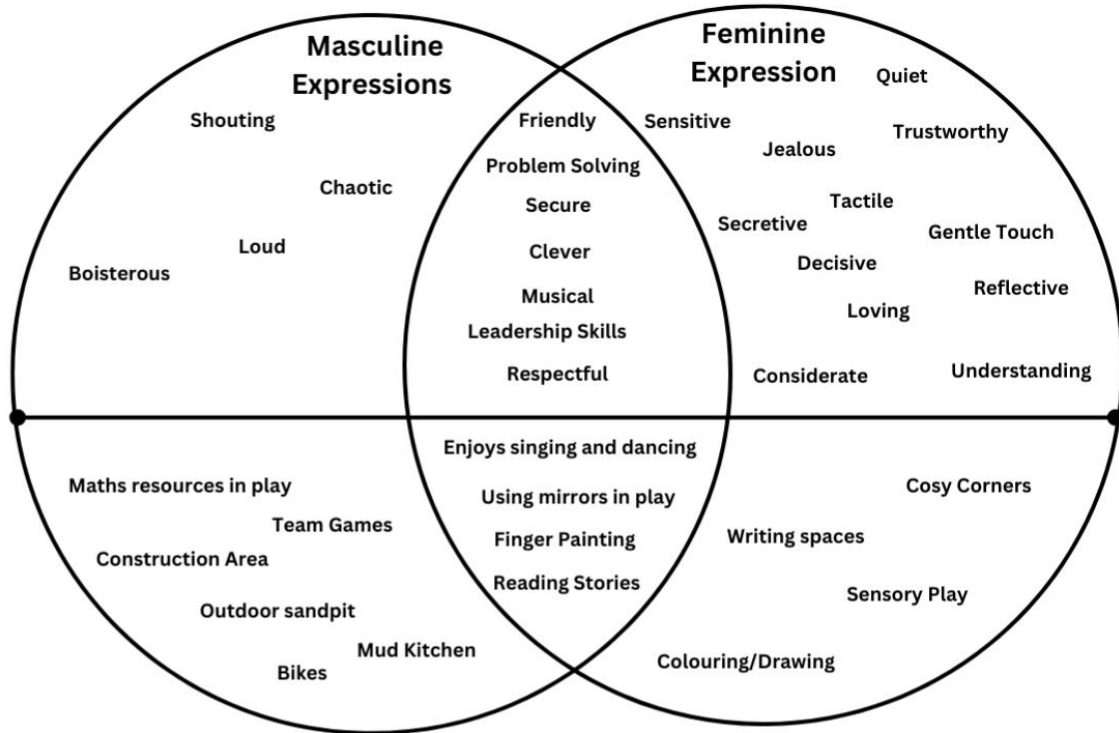 Masculine
Expressions
Shouting
Chaotic
Loud
Boisterous
Friendly
Problem Solving
Secure
Clever
Musical
Leadership Skills
Respectful
Feminine
Expression
Quiet
Sensitive
Trustworthy
Jealous
Tactile
Secretive
Gentle Touch
Decisive
Reflective
Loving
Considerate
Understanding
Maths resources in play
Team Games
Construction Area
Outdoor sandpit
Mud Kitchen
Bikes
Enjoys singing and dancing
Using mirrors in play
Finger Painting
Reading Stories
Cosy Corners
Writing spaces
Sensory Play
Colouring/Drawing